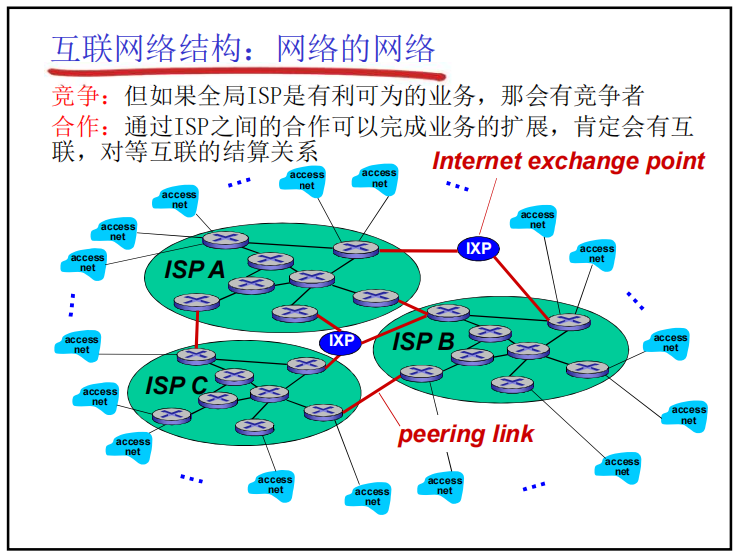 互联网络结构：网络的网络
竞争：但如果全局ISP是有利可为的业务，那会有竞争者
合作：通过ISP之间的合作可以完成业务的扩展，肯定会有互
联，对等互联的结算关系
Internet exchange point
access
net
access
net
access
net
access
net
access
net
access
net
access
net
IXP
ISP A
IXP
ISP B
access
net
access
net
ISP C
access
net
access
net
peering link
access
net
access
net
access
net
access
net
access
net
access
net